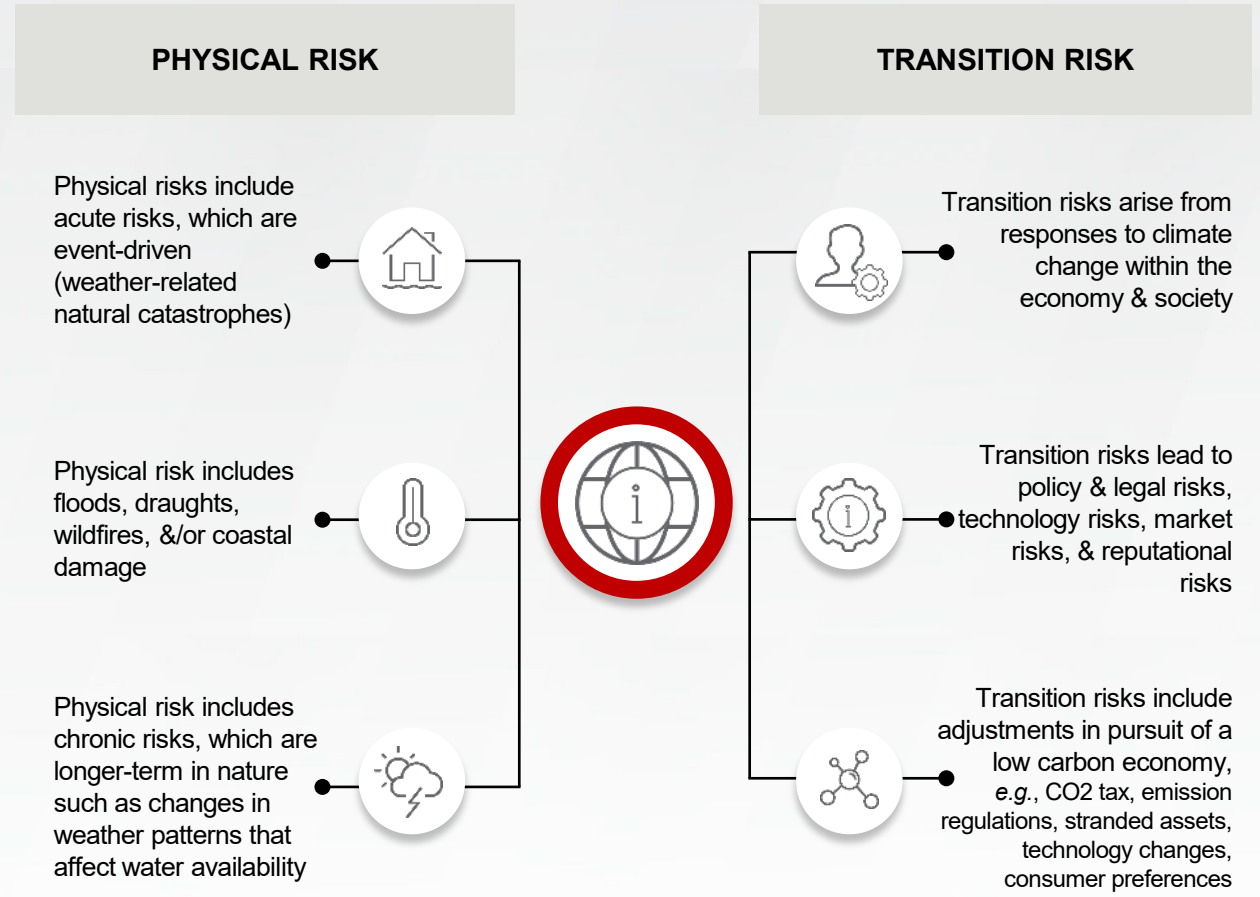 PHYSICAL RISK
Physical risks include
acute risks, which are
event-driven
(weather-related
natural catastrophes)
Physical risk includes
floods, draughts,
wildfires, &/or coastal
damage
Physical risk includes
chronic risks, which are
longer-term in nature
such as changes in
weather patterns that
affect water availability
i
TRANSITION RISK
Transition risks arise from
responses to climate
change within the
economy & society
i
Transition risks lead to
policy & legal risks,
technology risks, market
risks, & reputational
risks
Transition risks include
adjustments in pursuit of a
low carbon economy,
e.g., CO2 tax, emission
regulations, stranded assets,
technology changes,
consumer preferences